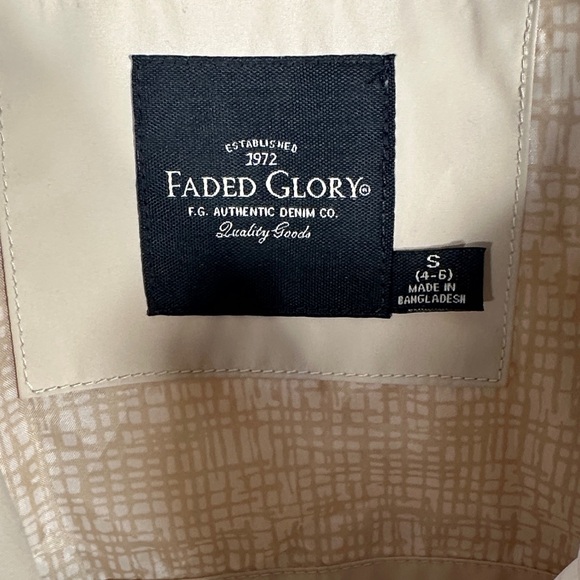 ESTABLISHED
1972
FADED GLORY®
F.G. AUTHENTIC DENIM CO.
Quality Goods
S
(4-6)
MADE IN
BANGLADESH